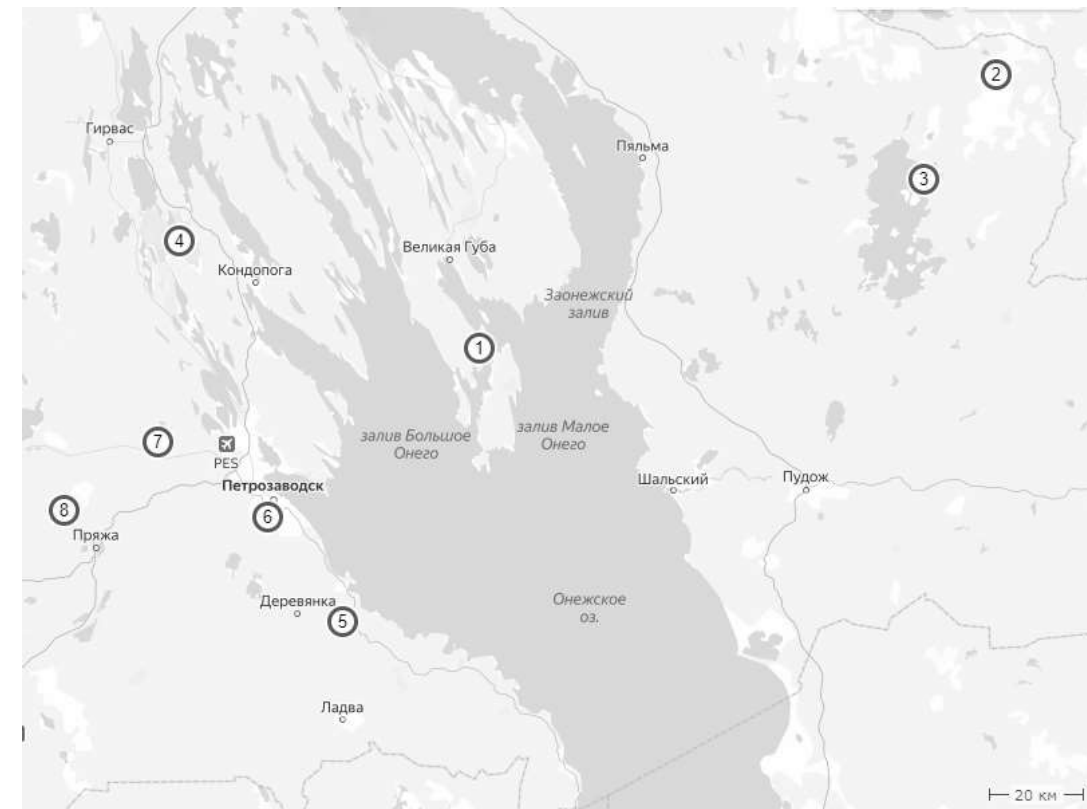 2
Гирвас
Пяльма
3
4
Великая Губа
Кондопога
Заонежский
залив
1
залив Большое
Онего
залив Малое
Онего
7
PES
Шальский
Пудож
Петрозаводск
8
6
Пряжа
Онежское
оз.
Деревянка
5
Ладва
20 км